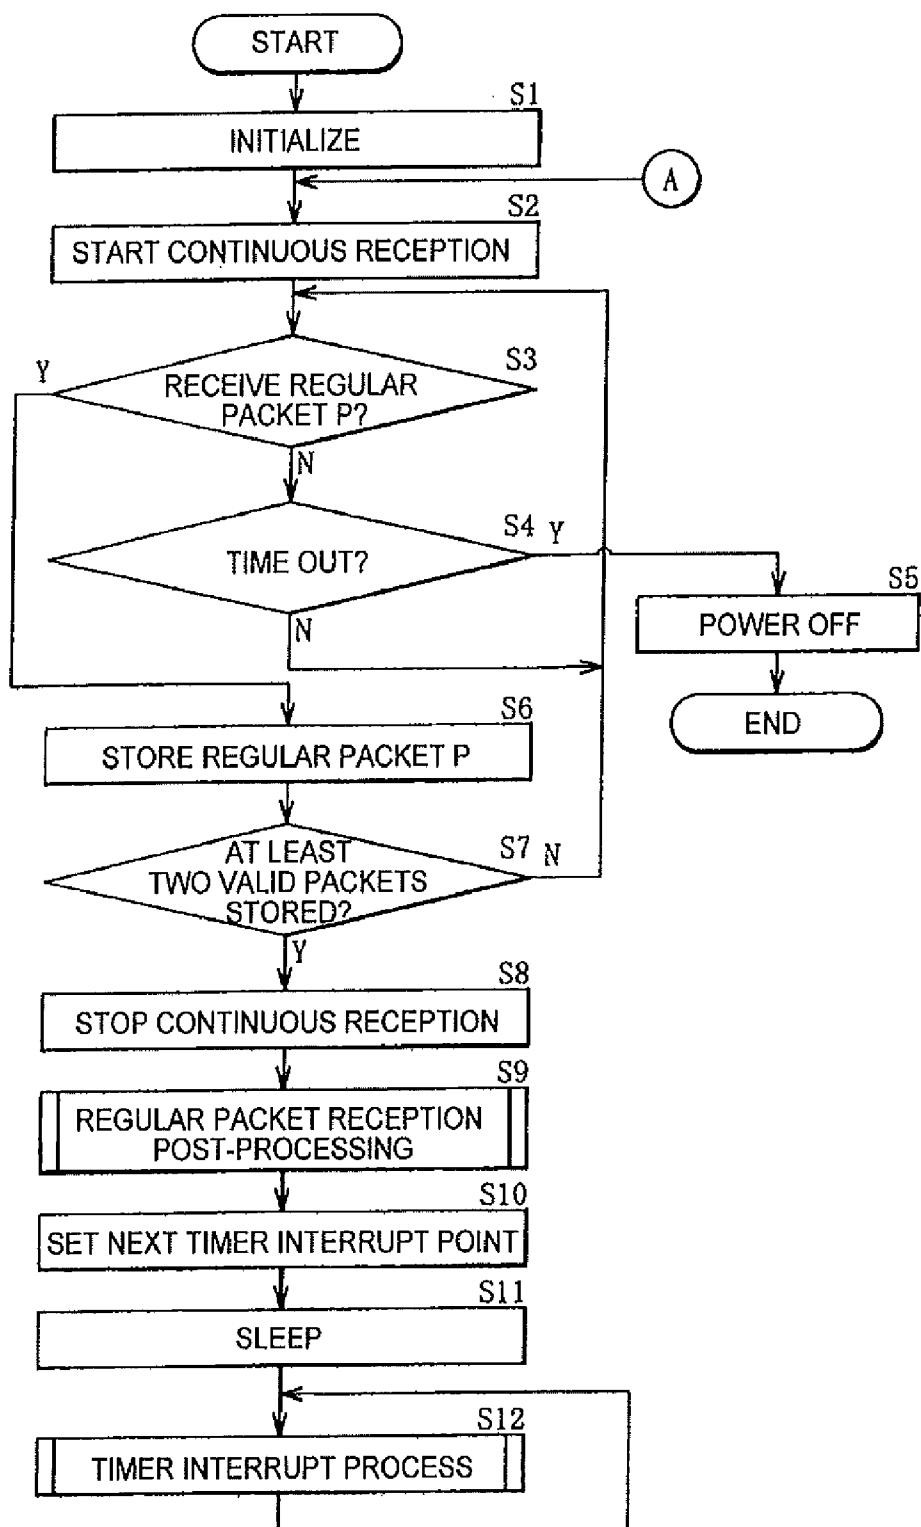 START
S1
INITIALIZE
A
S2
START CONTINUOUS RECEPTION
Y
S3
RECEIVE REGULAR
PACKET P?
N
S4
Y
TIME OUT?
N
S5
POWER OFF
END
S6
STORE REGULAR PACKET P
S7
N
AT LEAST
TWO VALID PACKETS
STORED?
Y
S8
STOP CONTINUOUS RECEPTION
S9
REGULAR PACKET RECEPTION
POST-PROCESSING
S10
SET NEXT TIMER INTERRUPT POINT
S11
SLEEP
S12
TIMER INTERRUPT PROCESS